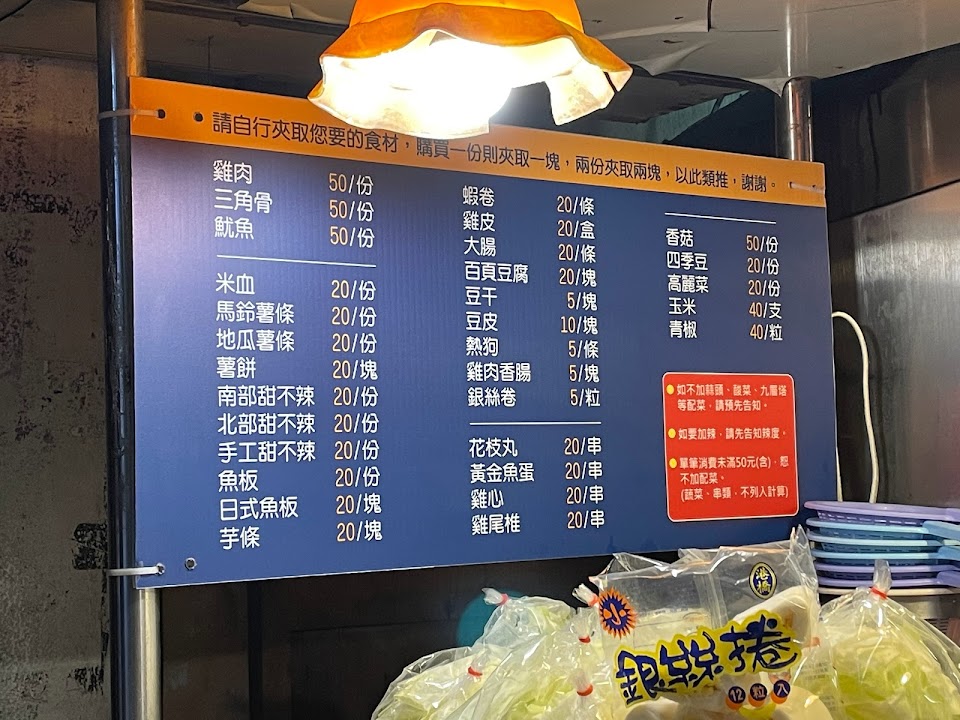 請自行夾取您要的食材，購買一份則夾取一塊，兩份夾取兩塊，以此類推，謝謝。
雞肉 50/份
三角骨 50/份
魷魚 50/份
米血 20/份
馬鈴薯條 20/份
地瓜薯條 20/份
薯餅 20/塊
南部甜不辣 20/份
北部甜不辣 20/份
手工甜不辣 20/份
魚板 20/份
日式魚板 20/塊
芋條 20/塊
蝦卷 20/條
雞皮 20/盒
大腸 20/條
百頁豆腐 20/塊
豆干 5/塊
豆皮 10/塊
熱狗 5/條
雞肉香腸 5/塊
銀絲卷 5/粒
花枝丸 20/串
黃金魚蛋 20/串
雞心 20/串
雞尾椎 20/串
香菇 50/份
四季豆 20/份
高麗菜 20/份
玉米 40/支
青椒 40/粒
如不加蒜頭、酸菜、九層塔
等配菜，請預先告知。
如要加辣，請先告知辣度。
單筆消費未滿50元(含)，恕
不加配菜。
(蔬菜、串類，不列入計算)
港橋
銀絲捲
12粒入